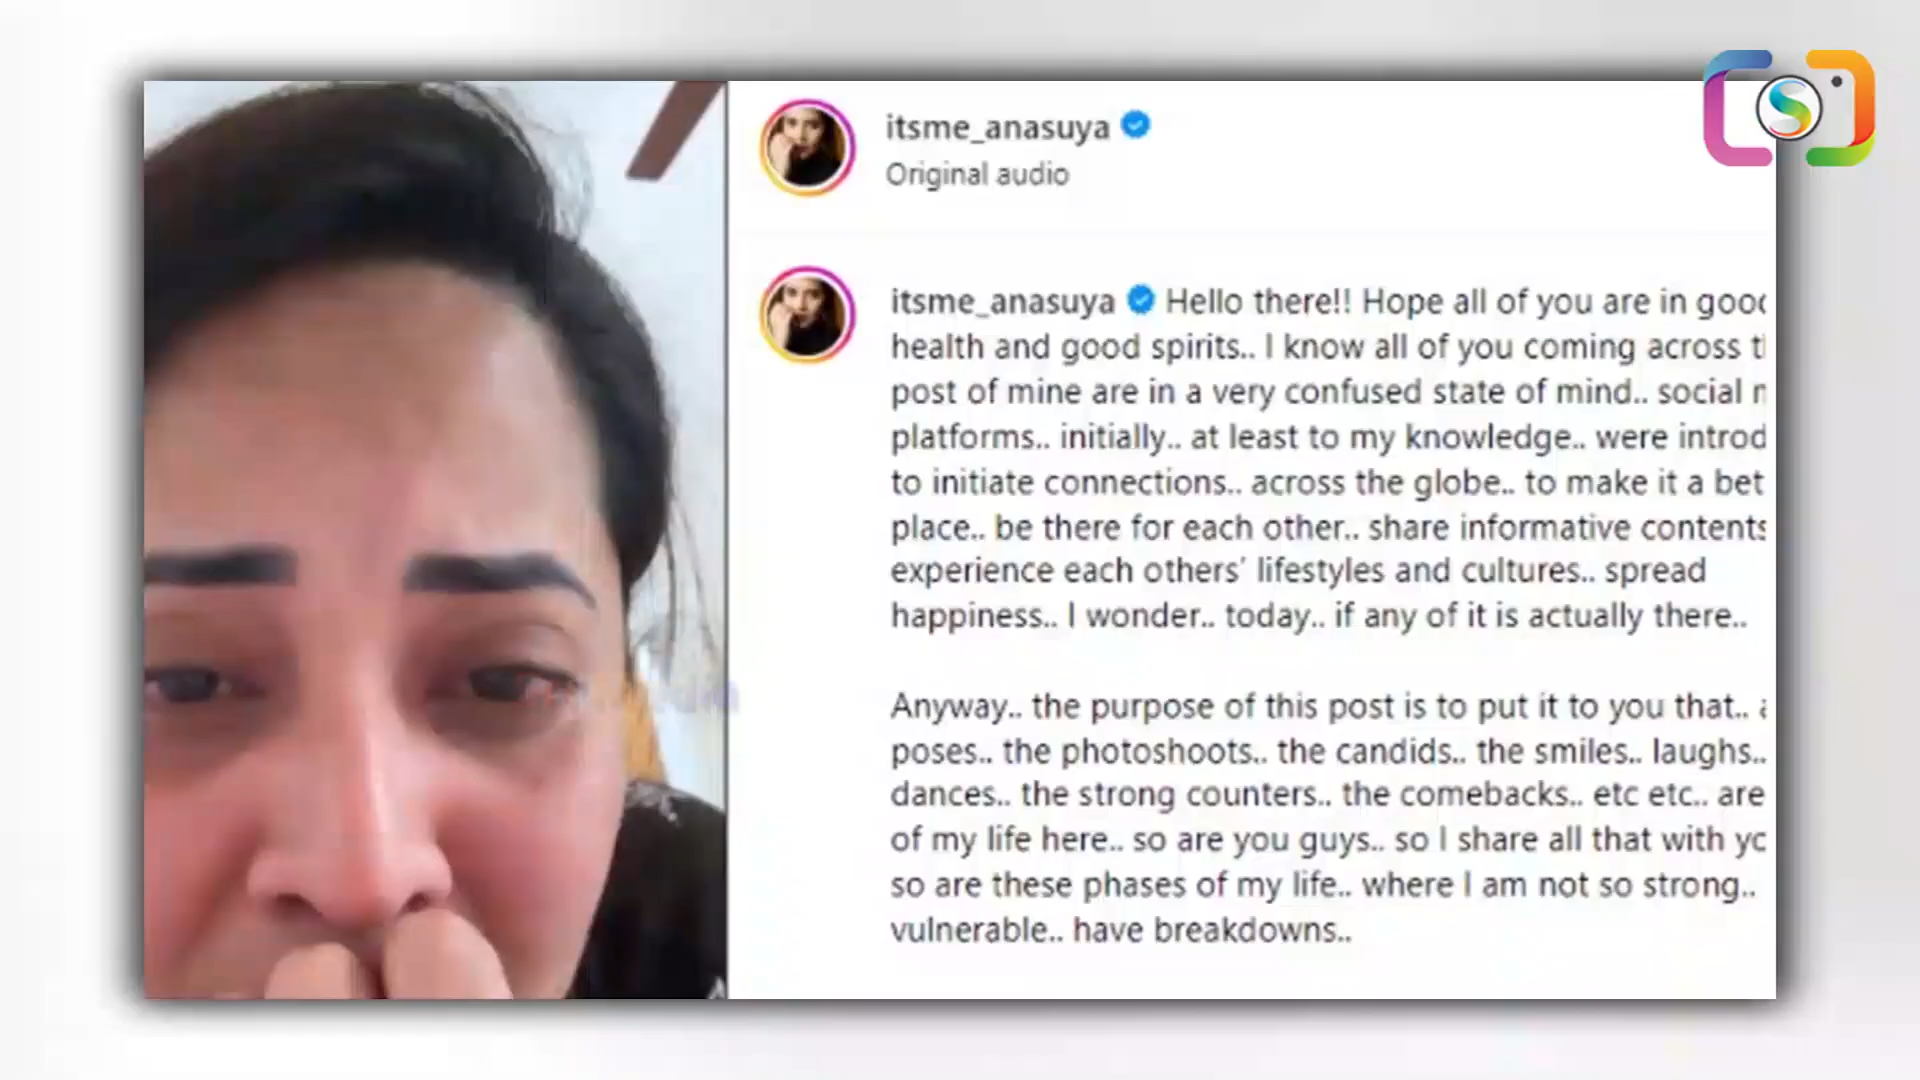 itsme_anasuya
Original audio
itsme_anasuya Hello there!! Hope all of you are in good
health and good spirits.. I know all of you coming across
post of mine are in a very confused state of mind.. social
platforms.. initially.. at least to my knowledge.. were
to initiate connections.. across the globe.. to make it a
place.. be there for each other.. share informative contents
experience each others' lifestyles and cultures.. spread
happiness.. I wonder.. today.. if any of it is actually there..
Anyway.. the purpose of this post is to put it to you that..
poses.. the photoshoots.. the candids.. the smiles.. laughs..
dances.. the strong counters.. the comebacks.. etc etc.. are
of my life here.. so are you guys.. so I share all that with
so are these phases of my life.. where I am not so strong..
vulnerable.. have breakdowns..